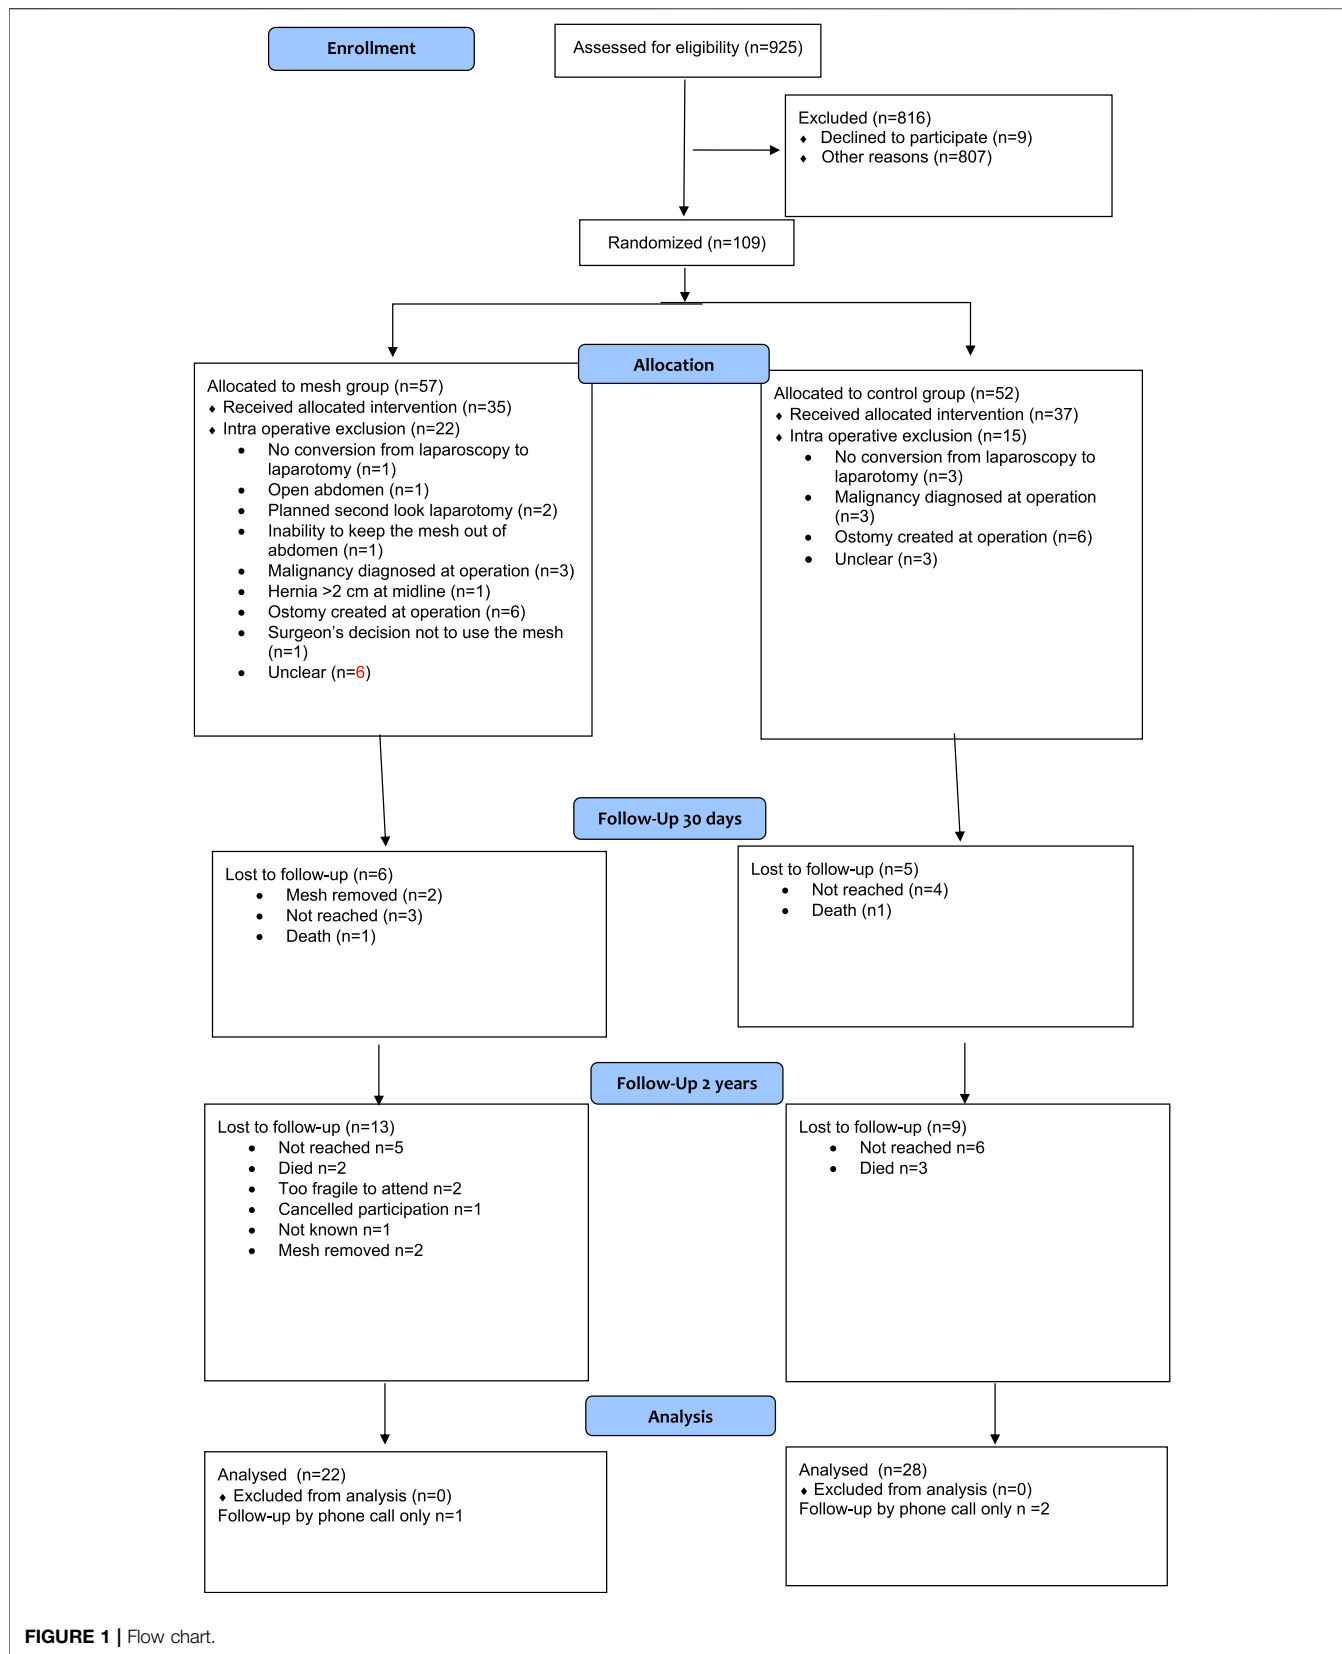 Enrollment
Assessed for eligibility (n=925)
Excluded (n=816)
♦ Declined to participate (n=9)
♦ Other reasons (n=807)
Randomized (n=109)
Allocation
Allocated to mesh group (n=57)
♦ Received allocated intervention (n=35)
♦ Intra operative exclusion (n=22)
• No conversion from laparoscopy to
laparotomy (n=1)
• Open abdomen (n=1)
• Planned second look laparotomy (n=2)
• Inability to keep the mesh out of
abdomen (n=1)
• Malignancy diagnosed at operation (n=3)
• Hernia >2 cm at midline (n=1)
• Ostomy created at operation (n=6)
• Surgeon's decision not to use the mesh
(n=1)
• Unclear (n=6)
Allocated to control group (n=52)
♦ Received allocated intervention (n=37)
♦ Intra operative exclusion (n=15)
• No conversion from laparoscopy to
laparotomy (n=3)
• Malignancy diagnosed at operation
(n=3)
• Ostomy created at operation (n=6)
• Unclear (n=3)
Follow-Up 30 days
Lost to follow-up (n=6)
• Mesh removed (n=2)
• Not reached (n=3)
• Death (n=1)
Lost to follow-up (n=5)
• Not reached (n=4)
• Death (n1)
Follow-Up 2 years
Lost to follow-up (n=13)
• Not reached n=5
• Died n=2
• Too fragile to attend n=2
• Cancelled participation n=1
• Not known n=1
• Mesh removed n=2
Lost to follow-up (n=9)
• Not reached n=6
• Died n=3
Analysis
Analysed (n=22)
♦ Excluded from analysis (n=0)
Follow-up by phone call only n=1
Analysed (n=28)
♦ Excluded from analysis (n=0)
Follow-up by phone call only n =2
FIGURE 1 | Flow chart.